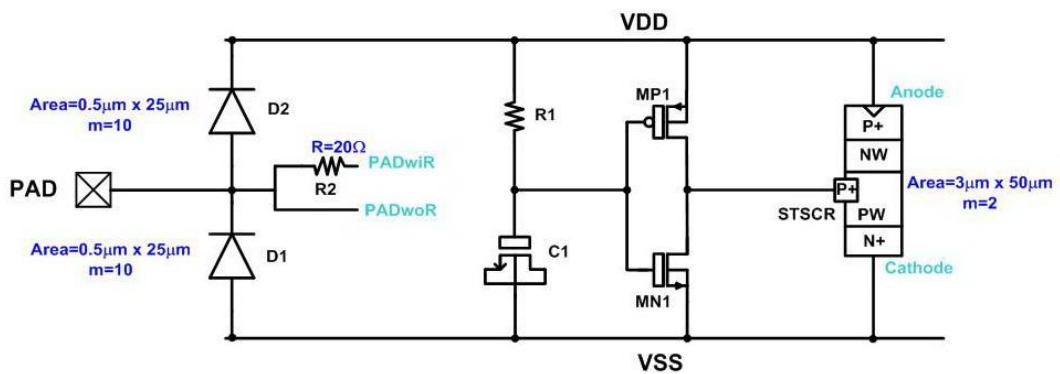 VDD
Area=0.5μm x 25μm
m=10
D2
R=20Ω
R2
PADwiR
PADwoR
PAD
Area=0.5μm x 25μm
m=10
D1
R1
C1
MP1
MN1
Anode
P+
NW
P+
PW
N+
STSCR
Area=3μm x 50μm
m=2
Cathode
VSS